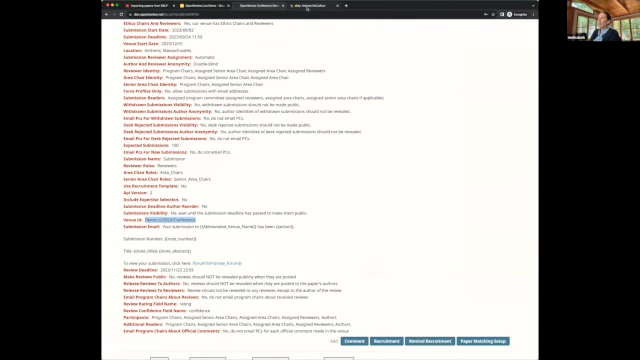 Importing papers from DBLP
OpenReview Live Demo
OpenReview Conference
Incognito
Ethics Chairs and Reviewers: Yes, our venue has Ethics Chairs and Reviewers
Submission Start Date: 2023/08/02
Submission Deadline: 2023/09/24 11:59
Venue Start Date: 2023/12/01
Location: Amherst, Massachusetts
Submission Reviewer Assignment: Automatic
Author And Reviewer Anonymity: Double-blind
Reviewer Identity: Program Chairs, Assigned Senior Area Chair, Assigned Area Chair, Assigned Reviewers
Area Chair Identity: Program Chairs, Assigned Senior Area Chair, Assigned Area Chair
Senior Area Chair Identity: Program Chairs, Assigned Senior Area Chair
Force Profiles Only: No, allow submissions with email addresses
Submission Readers: Assigned program committee (assigned reviewers, assigned area chairs, assigned senior area chairs if applicable)
Withdrawn Submissions Visibility: No, withdrawn submissions should not be made public.
Withdrawn Submissions Author Anonymity: No, author identities of withdrawn submissions should not be revealed.
Email Pcs For Withdrawn Submissions: No, do not email PCs.
Desk Rejected Submissions Visibility: No, desk rejected submissions should not be made public.
Desk Rejected Submissions Author Anonymity: No, author identities of desk rejected submissions should not be revealed.
Email Pcs For Desk Rejected Submissions: No, do not email PCs.
Expected Submissions: 100
Email Pcs For New Submissions: No, do not email PCs.
Submission Name: Submission
Reviewer Roles: Reviewers
Area Chair Roles: Area_Chairs
Senior Area Chair Roles: Senior_Area_Chairs
Use Recruitment Template: No
Api Version: 2
Include Expertise Selection: No
Submission Deadline Author Reorder: No
Submissions Visibility: No, wait until the submission deadline has passed to make them public.
Venue Id: Demo.cc/2023/Conference
Submission Email: Your submission to {{Abbreviated_Venue_Name}} has been {{action}}.
Submission Number: {{note_number}}
Title: {{note_title}} {{note_abstract}}
To view your submission, click here: /forum?id={{note_forum}}
Review Deadline: 2023/11/22 23:59
Make Reviews Public: No, reviews should NOT be revealed publicly when they are posted
Release Reviews To Authors: No, reviews should NOT be revealed when they are posted to the paper's authors
Release Reviews To Reviewers: Review should not be revealed to any reviewer, except to the author of the review
Email Program Chairs About Reviews: No, do not email program chairs about received reviews
Review Rating Field Name: rating
Review Confidence Field Name: confidence
Participants: Program Chairs, Assigned Senior Area Chairs, Assigned Area Chairs, Assigned Reviewers, Authors
Additional Readers: Program Chairs, Assigned Senior Area Chairs, Assigned Area Chairs, Assigned Reviewers, Authors
Email Program Chairs About Official Comments: No, do not email PCs for each official comment made in the venue
Add Comment Recruitment Remind Recruitment Paper Matching Setup